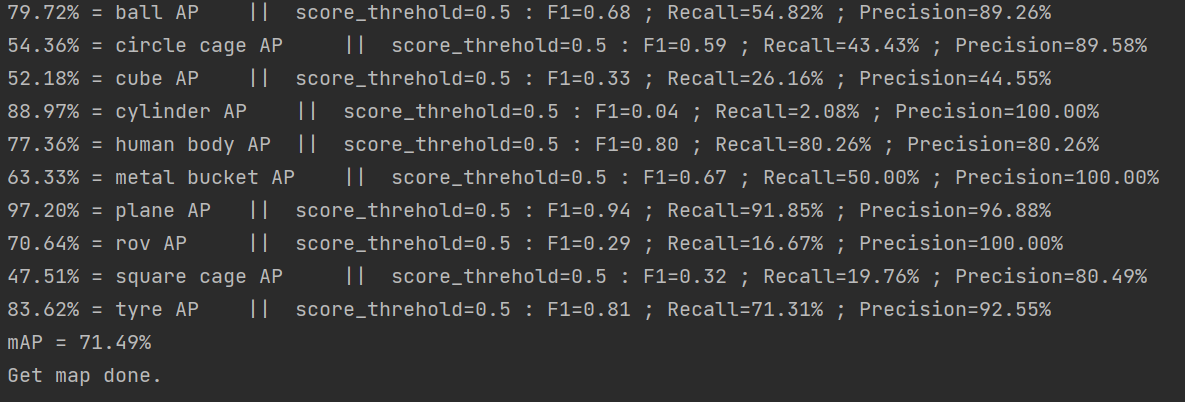 79.72% = ball AP || score_threhold=0.5 : F1=0.68 ; Recall=54.82% ; Precision=89.26%
54.36% = circle cage AP || score_threhold=0.5 : F1=0.59 ; Recall=43.43% ; Precision=89.58%
52.18% = cube AP || score_threhold=0.5 : F1=0.33 ; Recall=26.16% ; Precision=44.55%
88.97% = cylinder AP || score_threhold=0.5 : F1=0.04 ; Recall=2.08% ; Precision=100.00%
77.36% = human body AP || score_threhold=0.5 : F1=0.80 ; Recall=80.26% ; Precision=80.26%
63.33% = metal bucket AP || score_threhold=0.5 : F1=0.67 ; Recall=50.00% ; Precision=100.00%
97.20% = plane AP || score_threhold=0.5 : F1=0.94 ; Recall=91.85% ; Precision=96.88%
70.64% = rov AP || score_threhold=0.5 : F1=0.29 ; Recall=16.67% ; Precision=100.00%
47.51% = square cage AP || score_threhold=0.5 : F1=0.32 ; Recall=19.76% ; Precision=80.49%
83.62% = tyre AP || score_threhold=0.5 : F1=0.81 ; Recall=71.31% ; Precision=92.55%
mAP = 71.49%
Get map done.